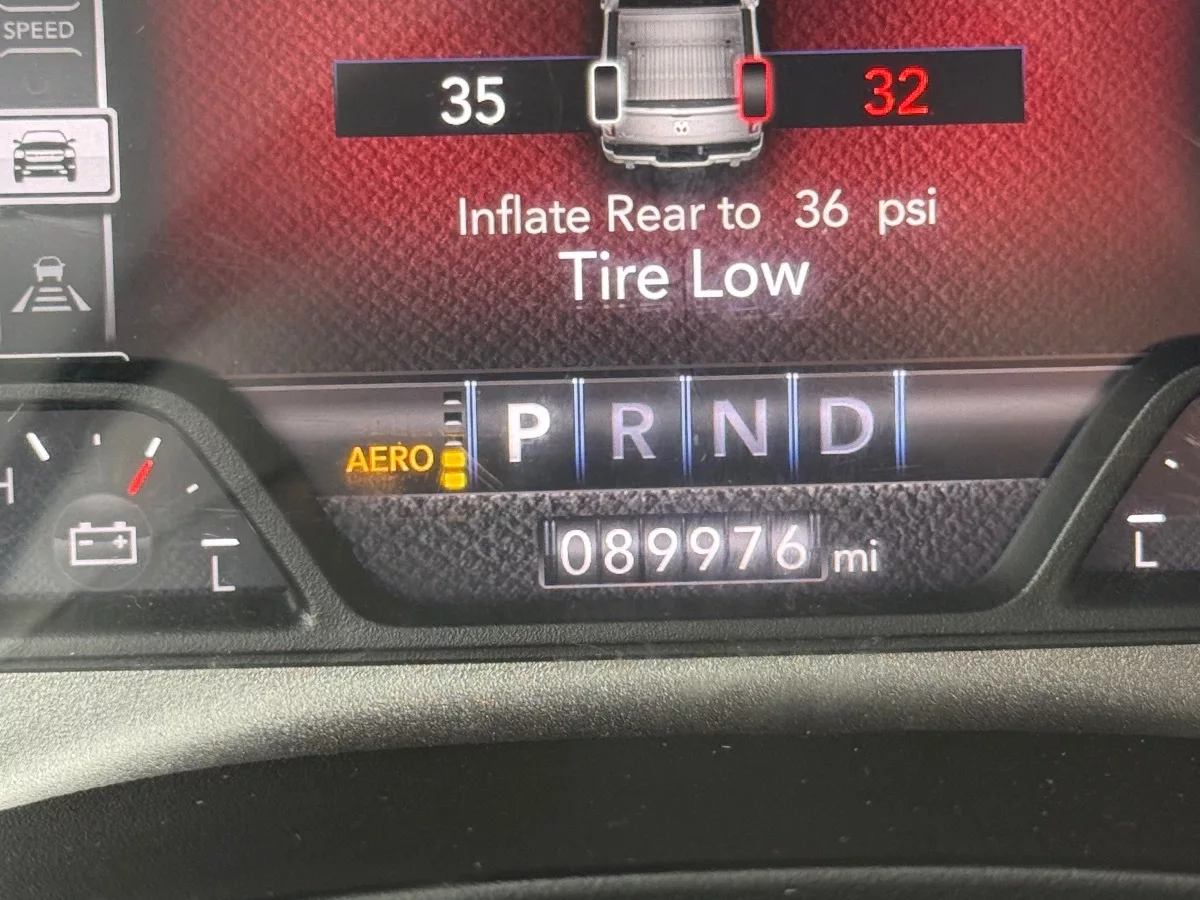 SPEED
35 32
Inflate Rear to 36 psi
Tire Low
AERO P R N D
H
L
L
089976 mi